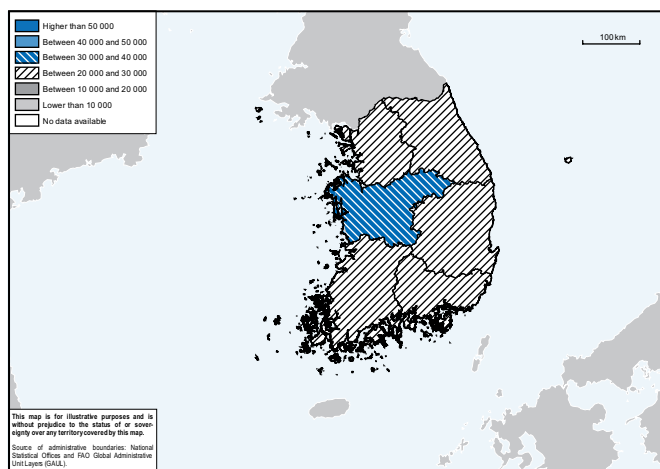 Higher than 50 000
Between 40 000 and 50 000
Between 30 000 and 40 000
Between 20 000 and 30 000
Between 10 000 and 20 000
Lower than 10 000
No data available
100 km
This map is for illustrative purposes and is
without prejudice to the status of or sover-
eignty over any territory covered by this map.
Source of administrative boundaries: National
Statistical Offices and FAO Global Administrative
Unit Layers (GAUL).